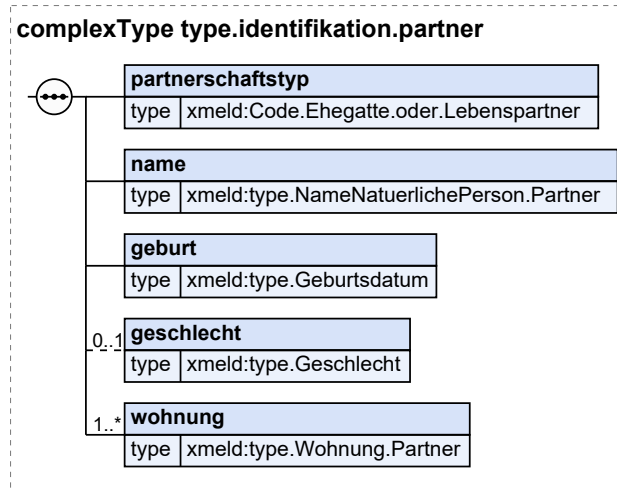 complexType type.identifikation.partner
partnerschaftstyp
type xmeld:Code.Ehegatte.oder.Lebenspartner
name
type xmeld:type.NameNatuerlichePerson.Partner
geburt
type xmeld:type.Geburtsdatum
0..1 geschlecht
type xmeld:type.Geschlecht
1..* wohnung
type xmeld:type.Wohnung.Partner